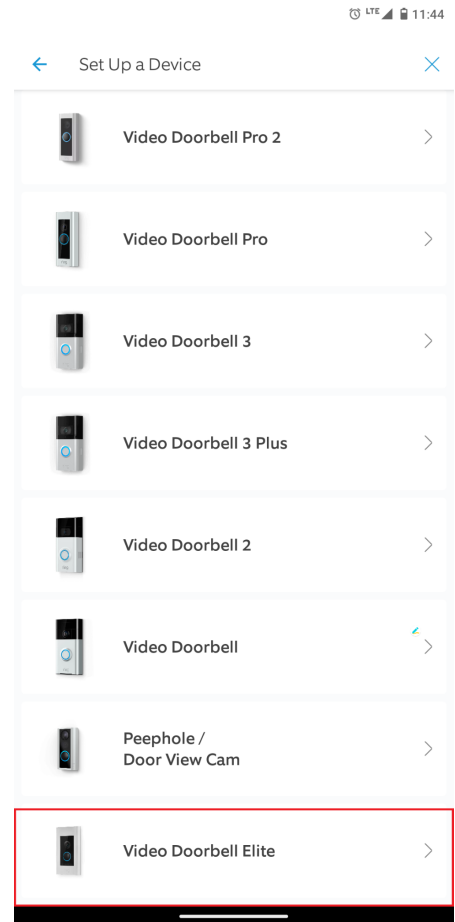 LTE 11:44
Set Up a Device
Video Doorbell Pro 2
Video Doorbell Pro
Video Doorbell 3
Video Doorbell 3 Plus
Video Doorbell 2
Video Doorbell
Peephole /
Door View Cam
Video Doorbell Elite